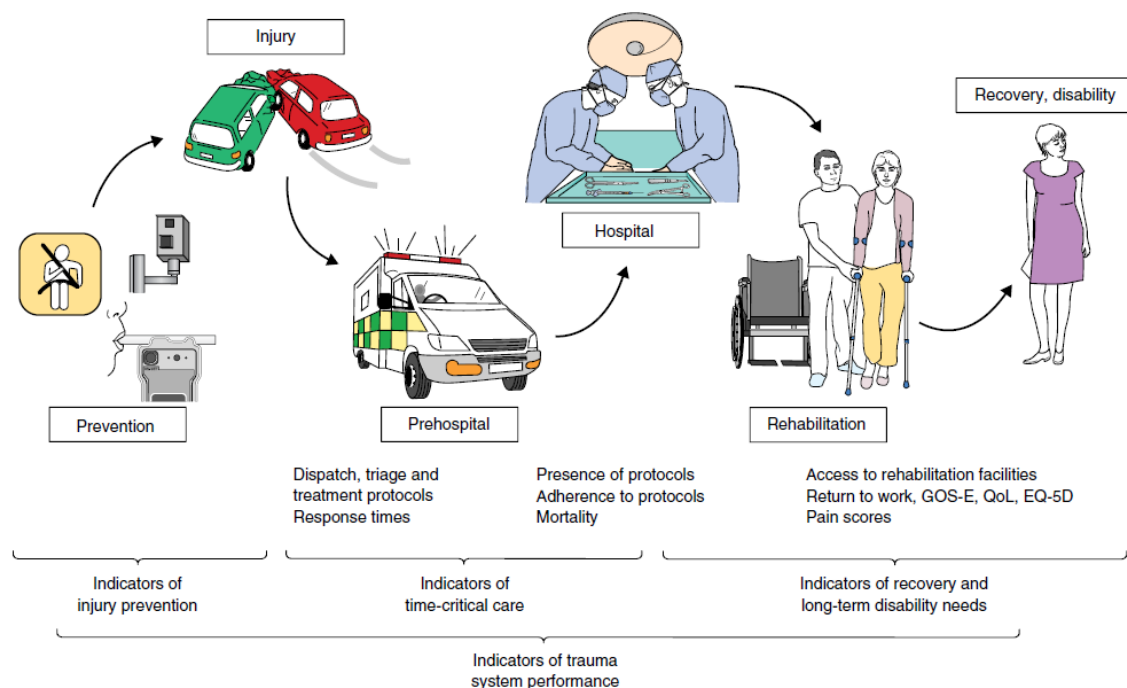 Injury
Recovery, disability
Hospital
Prevention
Prehospital
Rehabilitation
Dispatch, triage and
treatment protocols
Response times
Presence of protocols
Adherence to protocols
Mortality
Access to rehabilitation facilities
Return to work, GOS-E, QoL, EQ-5D
Pain scores
Indicators of
injury prevention
Indicators of
time-critical care
Indicators of recovery and
long-term disability needs
Indicators of trauma
system performance